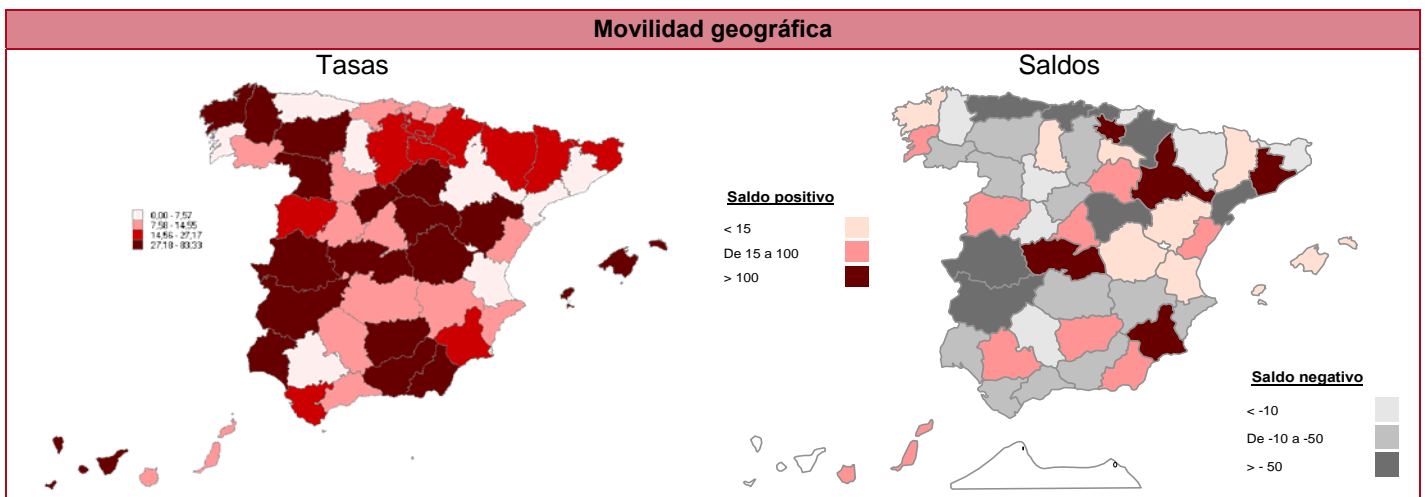 Movilidad geográfica
Tasas
Saldos
0,00 - 7,57
7,58 - 14,55
14,56 - 27,17
27,18 - 83,33
Saldo positivo
< 15
De 15 a 100
> 100
Saldo negativo
< -10
De -10 a -50
> - 50